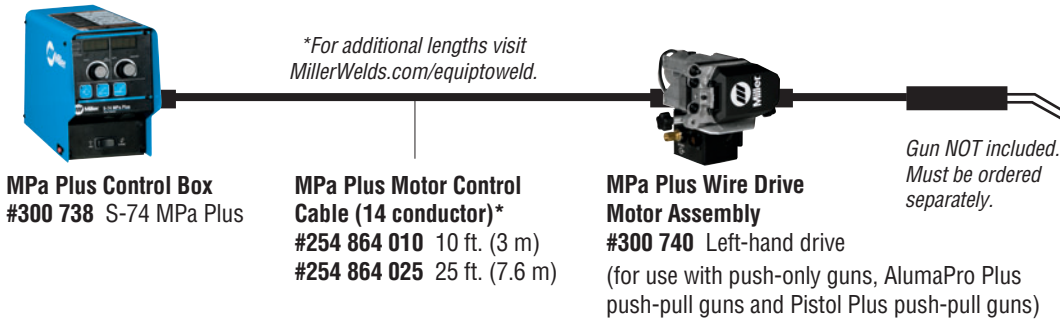 *For additional lengths visit
MillerWelds.com/equiptoweld.
Miller
Miller
Gun NOT included.
Must be ordered
separately.
MPa Plus Control Box
#300 738 S-74 MPa Plus
MPa Plus Motor Control
Cable (14 conductor)*
#254 864 010 10 ft. (3 m)
#254 864 025 25 ft. (7.6 m)
MPa Plus Wire Drive
Motor Assembly
#300 740 Left-hand drive
(for use with push-only guns, AlumaPro Plus
push-pull guns and Pistol Plus push-pull guns)